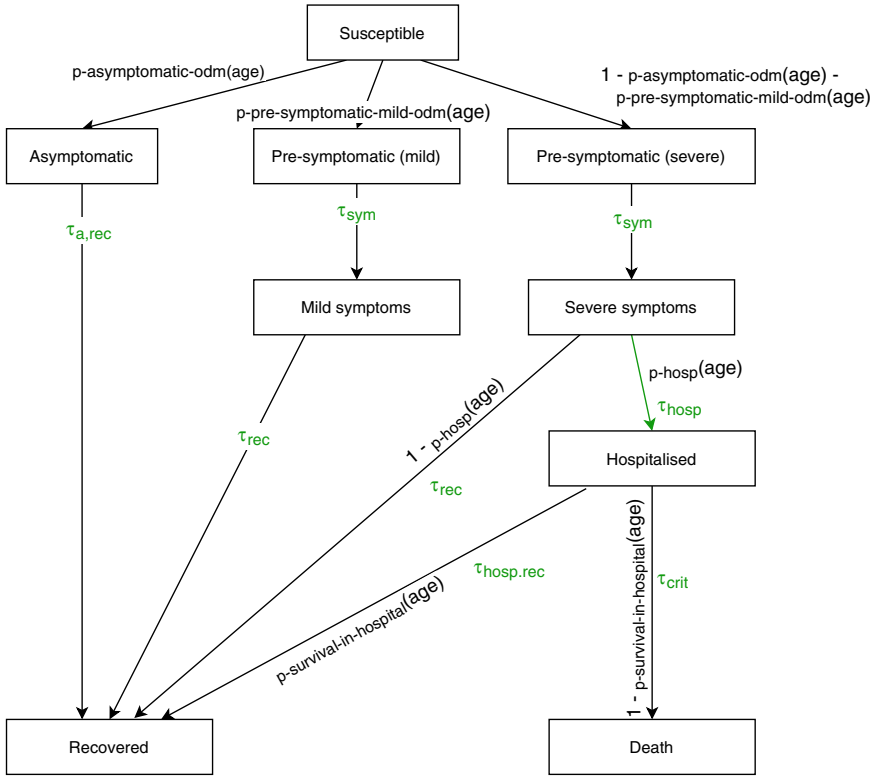 Susceptible
p-asymptomatic-odm(age)
1 - p-asymptomatic-odm(age) -
p-pre-symptomatic-mild-odm(age)
p-pre-symptomatic-mild-odm(age)
Asymptomatic
Pre-symptomatic (mild)
Pre-symptomatic (severe)
τa,rec
τsym
τsym
Mild symptoms
Severe symptoms
p-hosp(age)
τhosp
τrec
1 - p-hosp(age)
τrec
Hospitalised
p-survival-in-hospital(age)
τhosp.rec
1 - p-survival-in-hospital(age)
τcrit
Recovered
Death